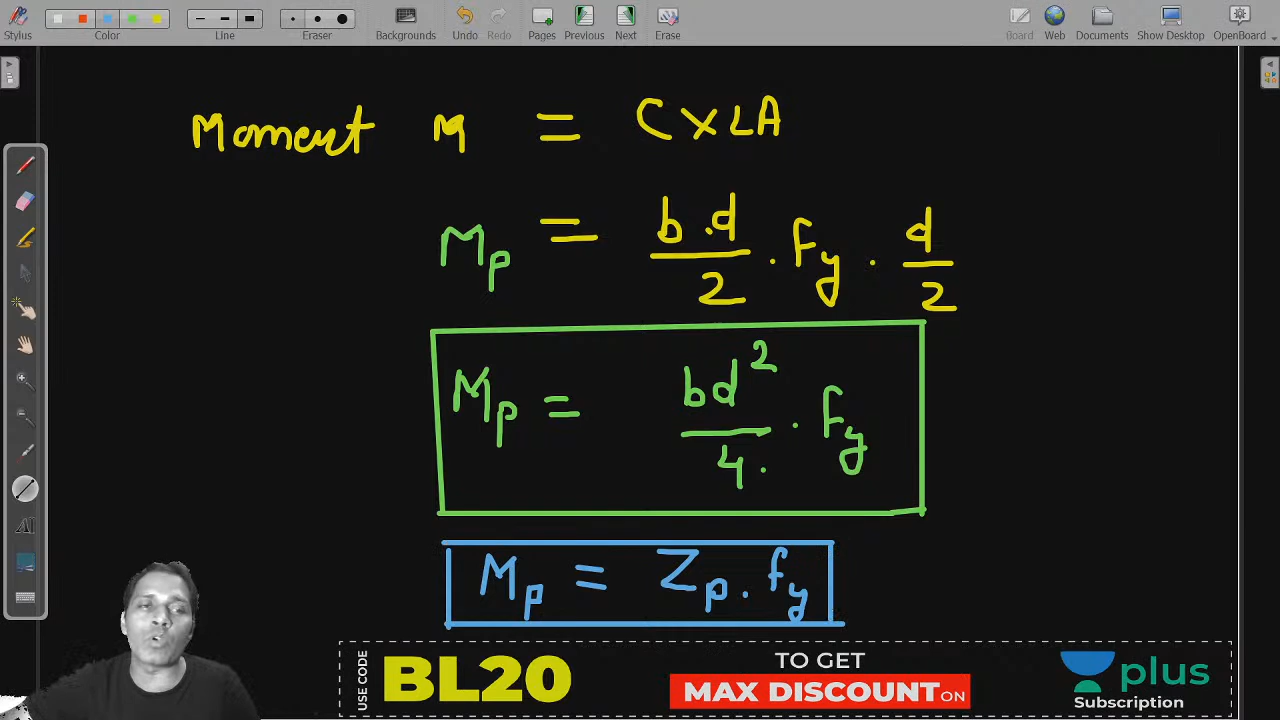 Stylus Color Line Eraser Backgrounds Undo Redo Pages Previous Next Erase Board Web Documents Show Desktop OpenBoard
Moment M = C × LA
Mp = b.d/2 . Fy . d/2
Mp = bd²/4 . Fy
Mp = Zp . fy
USE CODE
BL20
TO GET
MAX DISCOUNT ON
plus
Subscription